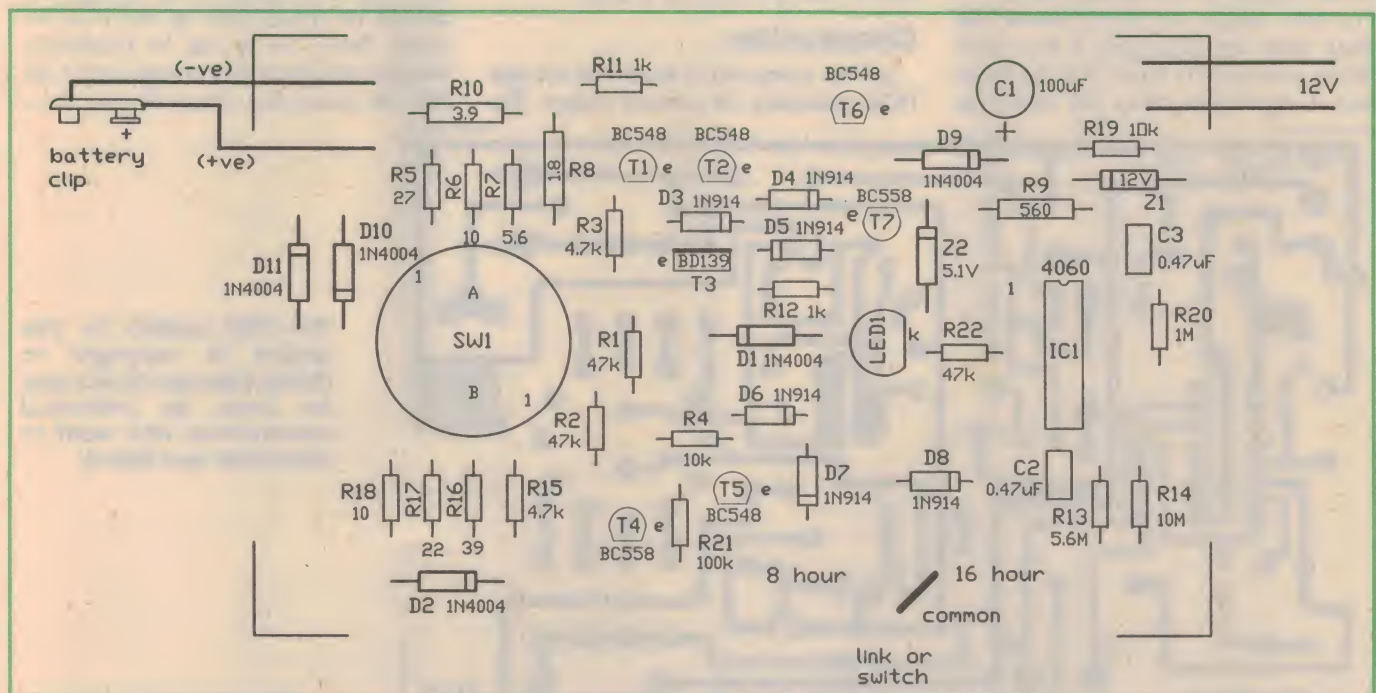 (-ve)
(+ve)
battery
clip
+
R10
3.9
R11 1k
BC548
T6 e
C1
100uF
+
12V
R19 10k
12V
Z1
D9
1N4004
R9
560
R5
27
R6
10
R7
5.6
R8
1.8
BC548
T1 e
BC548
T2 e
D3 1N914
D4 1N914
BC558
e T7
R3
4.7k
D5 1N914
e BD139
T3
Z2
5.1V
C3
0.47uF
D11
1N4004
D10
1N4004
1
A
SW1
B
1
R12 1k
4060
1
IC1
R20
1M
R1
47k
D1 1N4004
LED1
k
R22
47k
R2
47k
D6 1N914
R4
10k
R18
10
R17
22
R16
39
R15
4.7k
T4 e
BC558
T5 e
BC548
R21
100k
D7
1N914
D8
1N914
C2
0.47uF
R13
5.6M
R14
10M
D2 1N4004
8 hour
16 hour
common
link or
switch